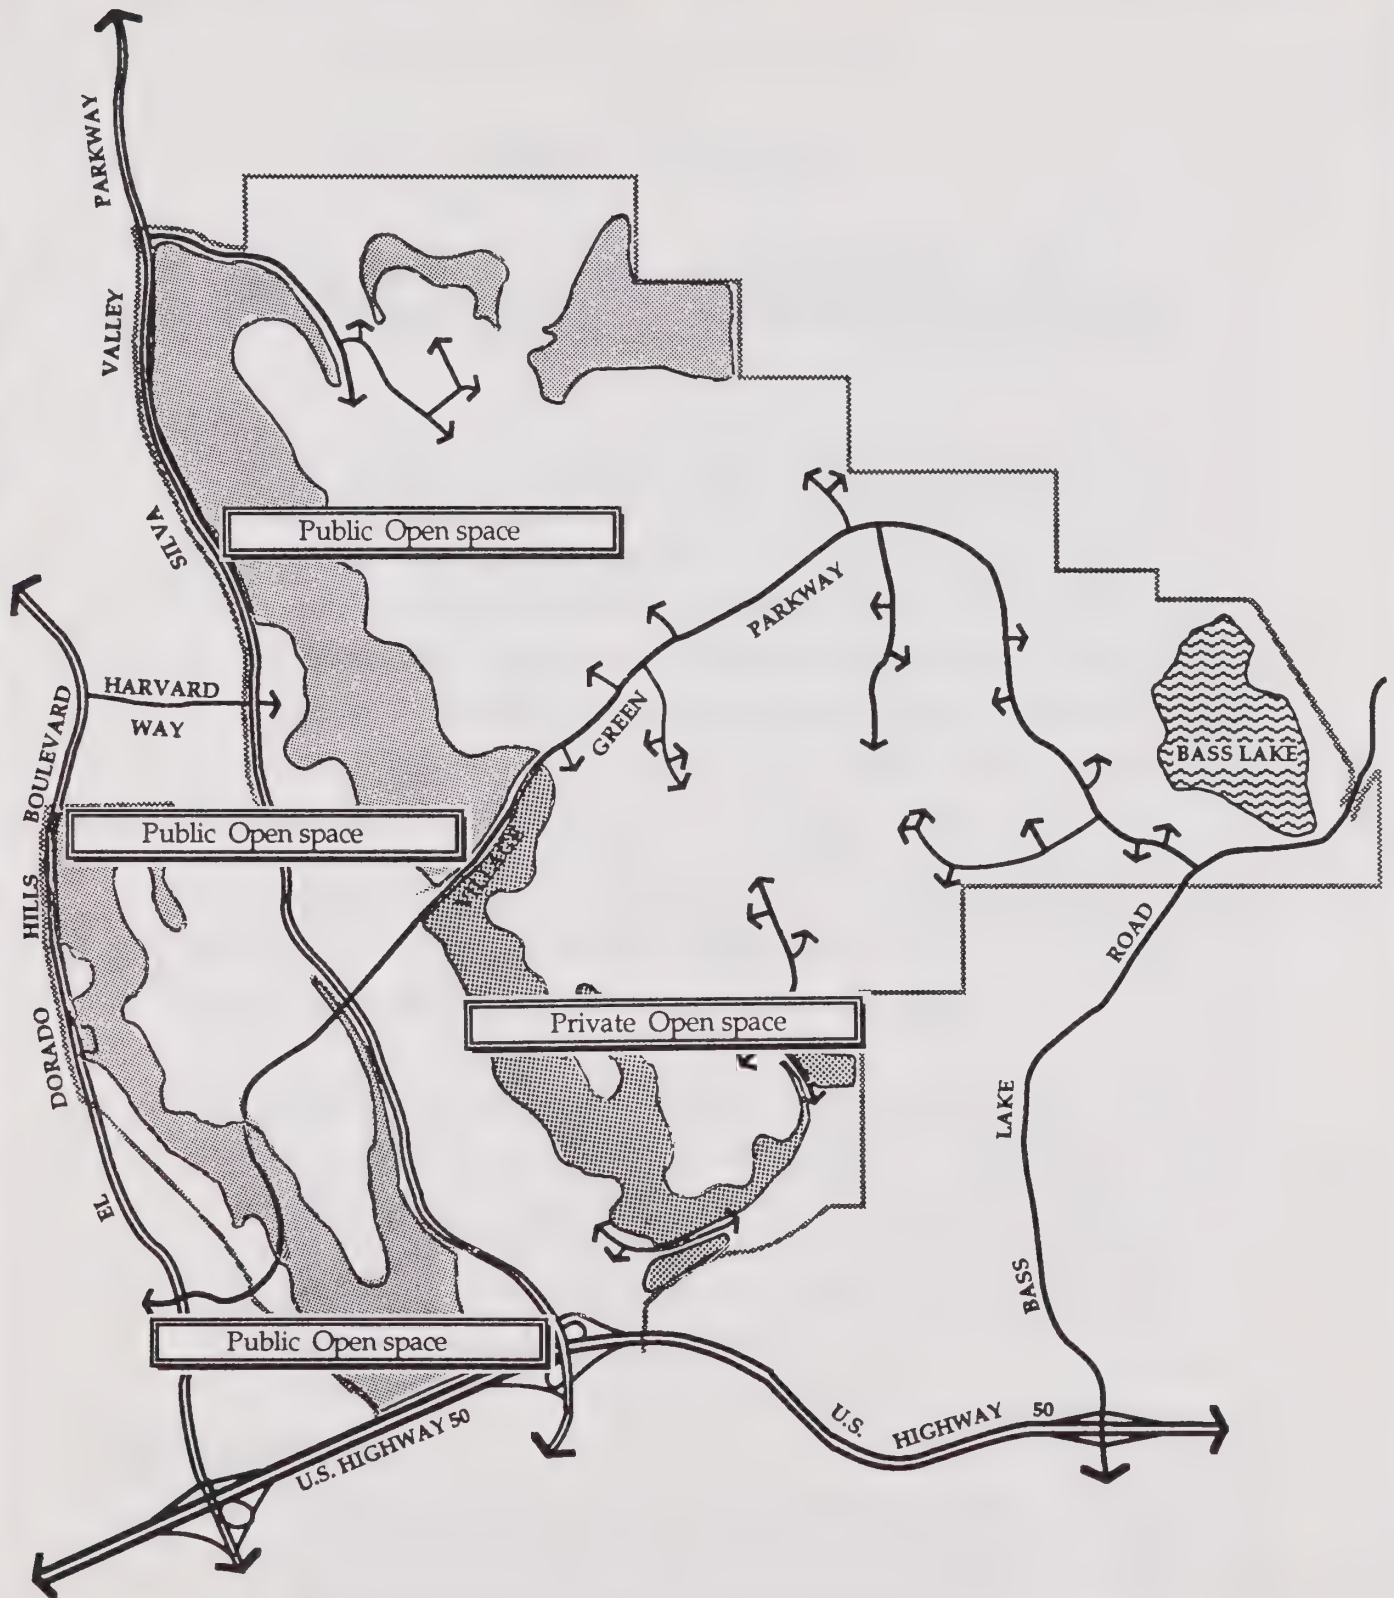 PARKWAY
VALLEY
SILVA
Public Open space
PARKWAY
GREEN
VILLAGE
HARVARD
WAY
BOULEVARD
HILLS
DORADO
EL
BASS LAKE
Public Open space
Private Open space
ROAD
LAKE
BASS
Public Open space
U.S. HIGHWAY 50
U.S. HIGHWAY 50